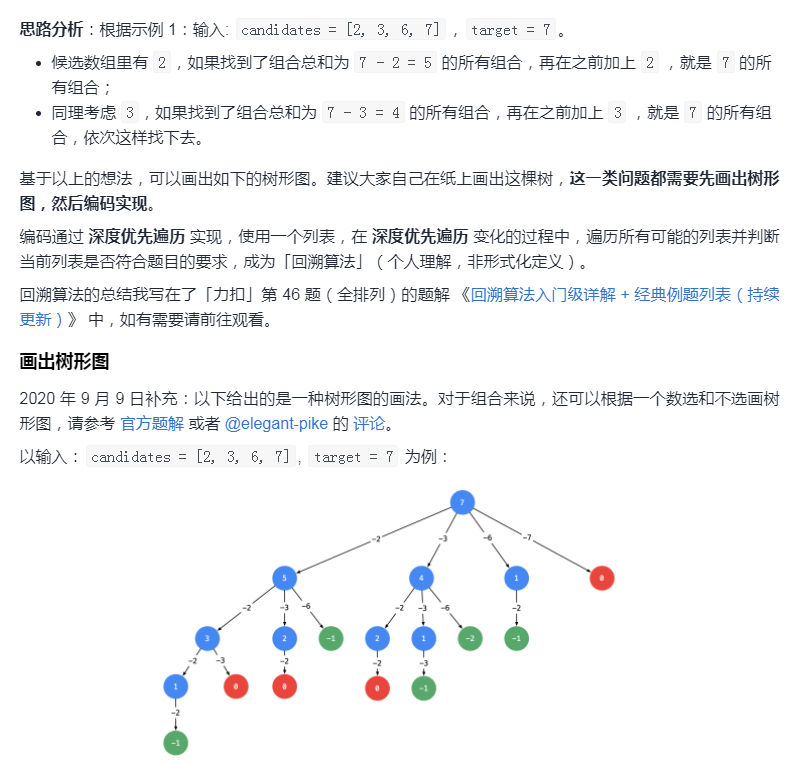 思路分析：根据示例 1：输入: candidates = [2, 3, 6, 7] ，target = 7 。
• 候选数组里有 2 ，如果找到了组合总和为 7 - 2 = 5 的所有组合，再在之前加上 2 ，就是 7 的所
有组合；
• 同理考虑 3 ，如果找到了组合总和为 7 - 3 = 4 的所有组合，再在之前加上 3 ，就是 7 的所有组
合，依次这样找下去。
基于以上的想法，可以画出如下的树形图。建议大家自己在纸上画出这棵树，这一类问题都需要先画出树形
图，然后编码实现。
编码通过 深度优先遍历 实现，使用一个列表，在 深度优先遍历 变化的过程中，遍历所有可能的列表并判断
当前列表是否符合题目的要求，成为「回溯算法」（个人理解，非形式化定义）。
回溯算法的总结我写在了「力扣」第 46 题（全排列）的题解 《回溯算法入门级详解 + 经典例题列表（持续
更新）》 中，如有需要请前往观看。
画出树形图
2020 年 9 月 9 日补充：以下给出的是一种树形图的画法。对于组合来说，还可以根据一个数选和不选画树
形图，请参考 官方题解 或者 @elegant-pike 的 评论。
以输入： candidates = [2, 3, 6, 7] , target = 7 为例：
7
-2 -3 -6 -7
5 4 1 0
-2 -3 -6 -2 -3 -6 -2
3 2 -1 2 1 -2 -1
-2 -3 -2 -2 -3
1 0 0 0 -1
-2
-1